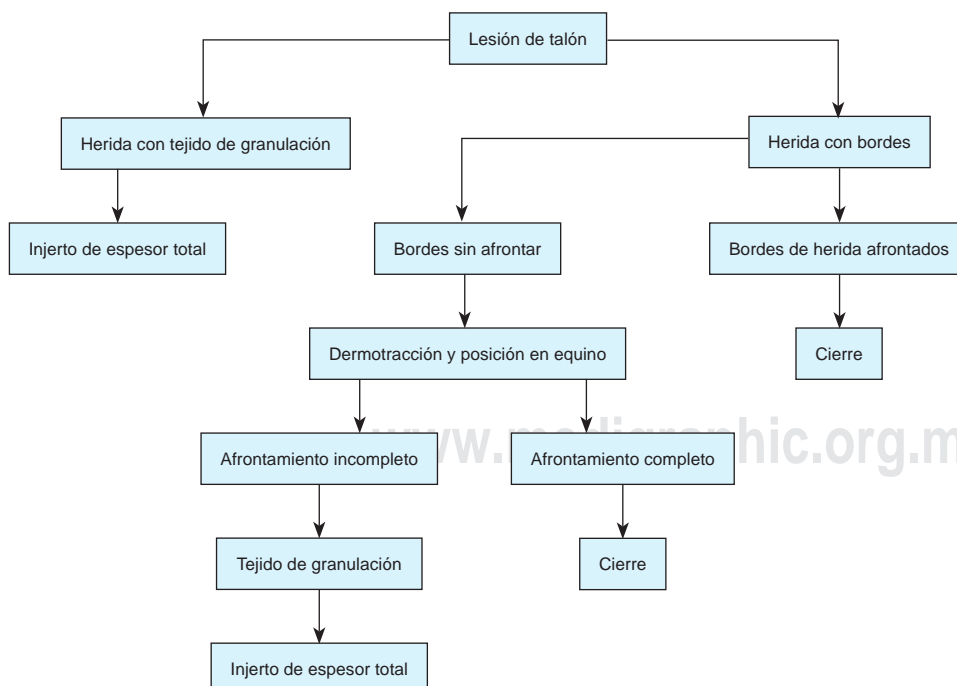 Lesión de talón
Herida con tejido de granulación
Herida con bordes
Injerto de espesor total
Bordes sin afrontar
Bordes de herida afrontados
Dermotracción y posición en equino
Cierre
Afrontamiento incompleto
Afrontamiento completo
Tejido de granulación
Cierre
Injerto de espesor total